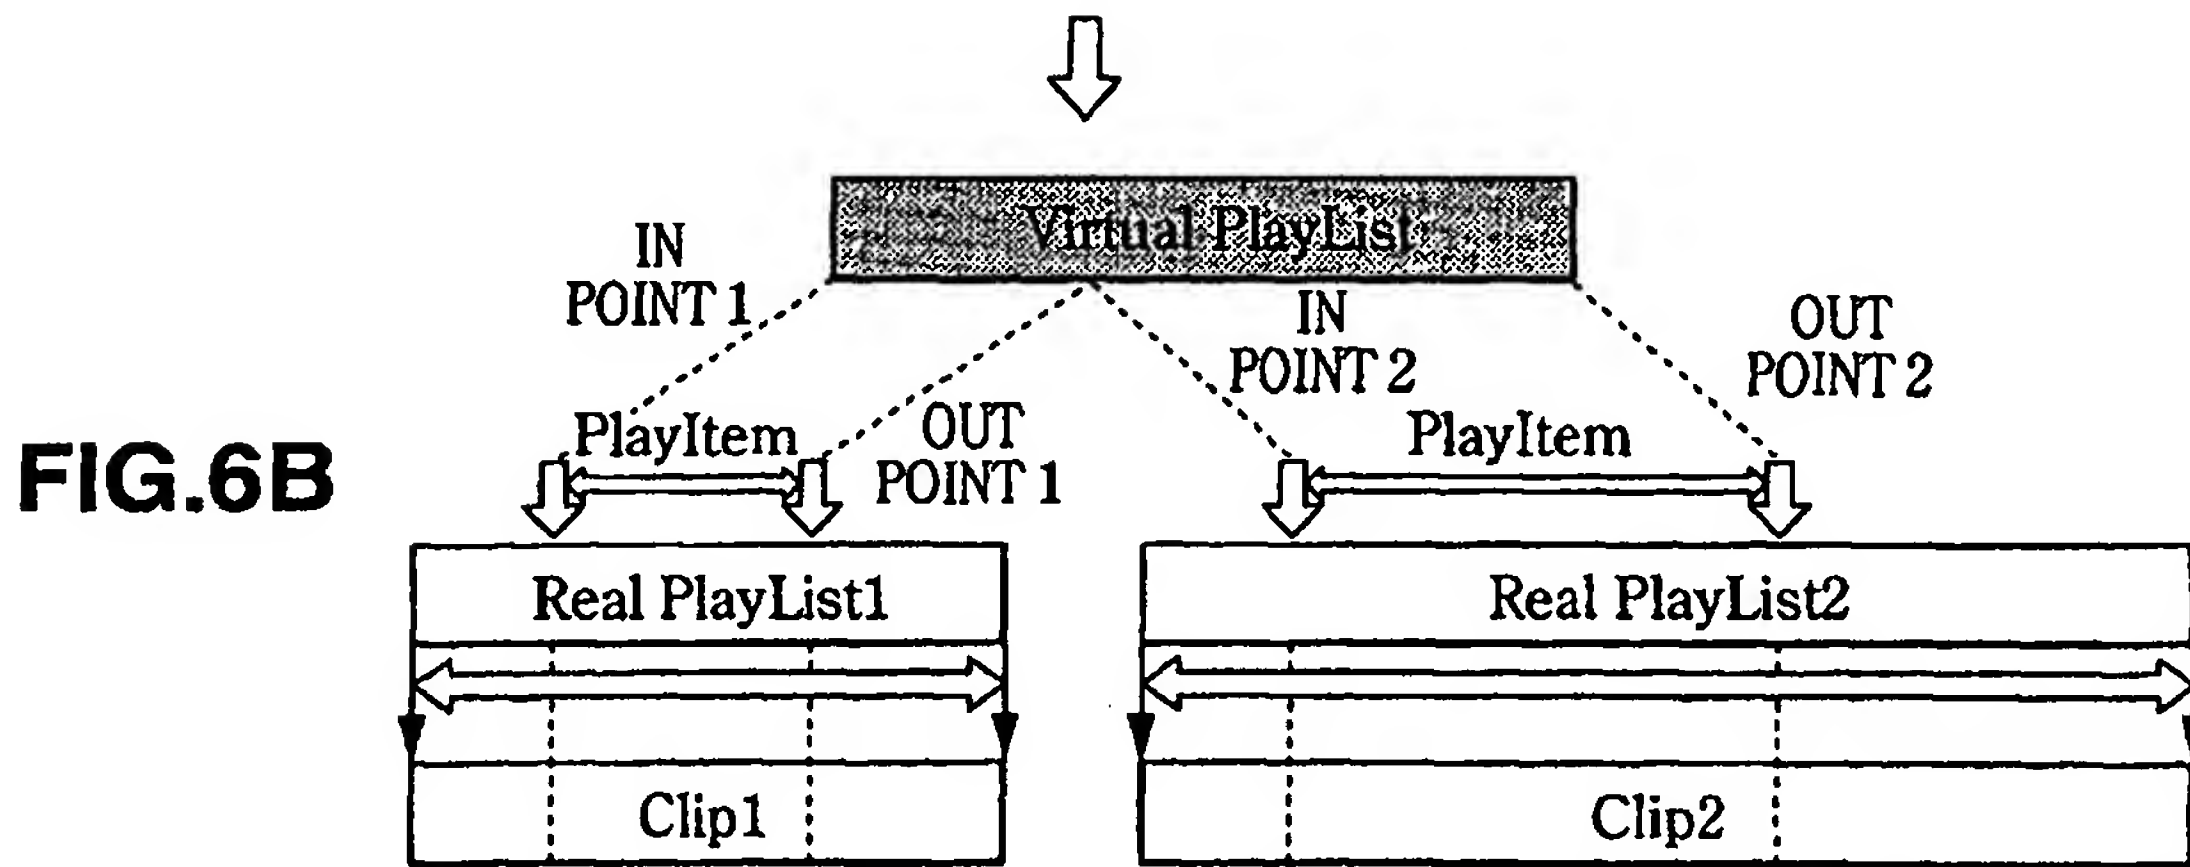 Virtual PlayList
IN
POINT 1
IN
POINT 2
OUT
POINT 2
PlayItem
OUT
POINT 1
PlayItem
FIG.6B
Real PlayList1
Real PlayList2
Clip1
Clip2